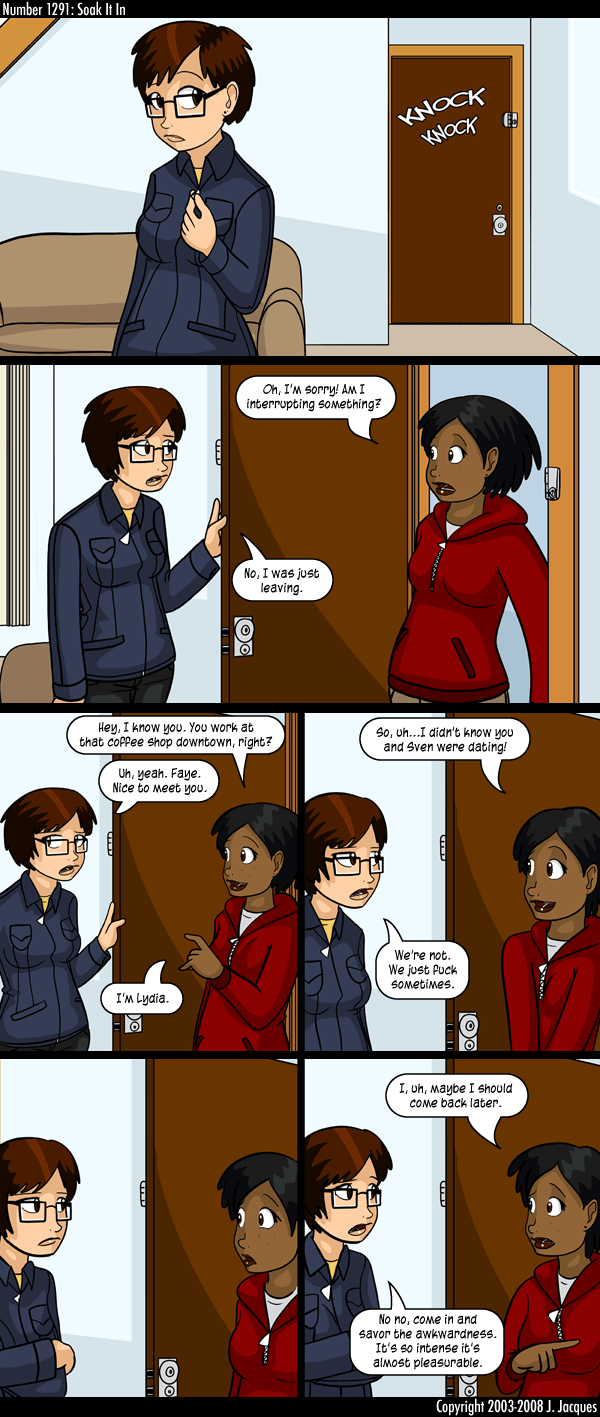 Number 1291: Soak It In
KNOCK
KNOCK
Oh, I'm sorry! Am I
interrupting something?
No, I was just
leaving.
Hey, I know you. You work at
that coffee shop downtown, right?
Uh, yeah. Faye.
Nice to meet you.
I'm Lydia.
So, uh...I didn't know you
and Sven were dating!
We're not.
We just fuck
sometimes.
I, uh, maybe I should
come back later.
No no, come in and
savor the awkwardness.
It's so intense it's
almost pleasurable.
Copyright 2003-2008 J. Jacques